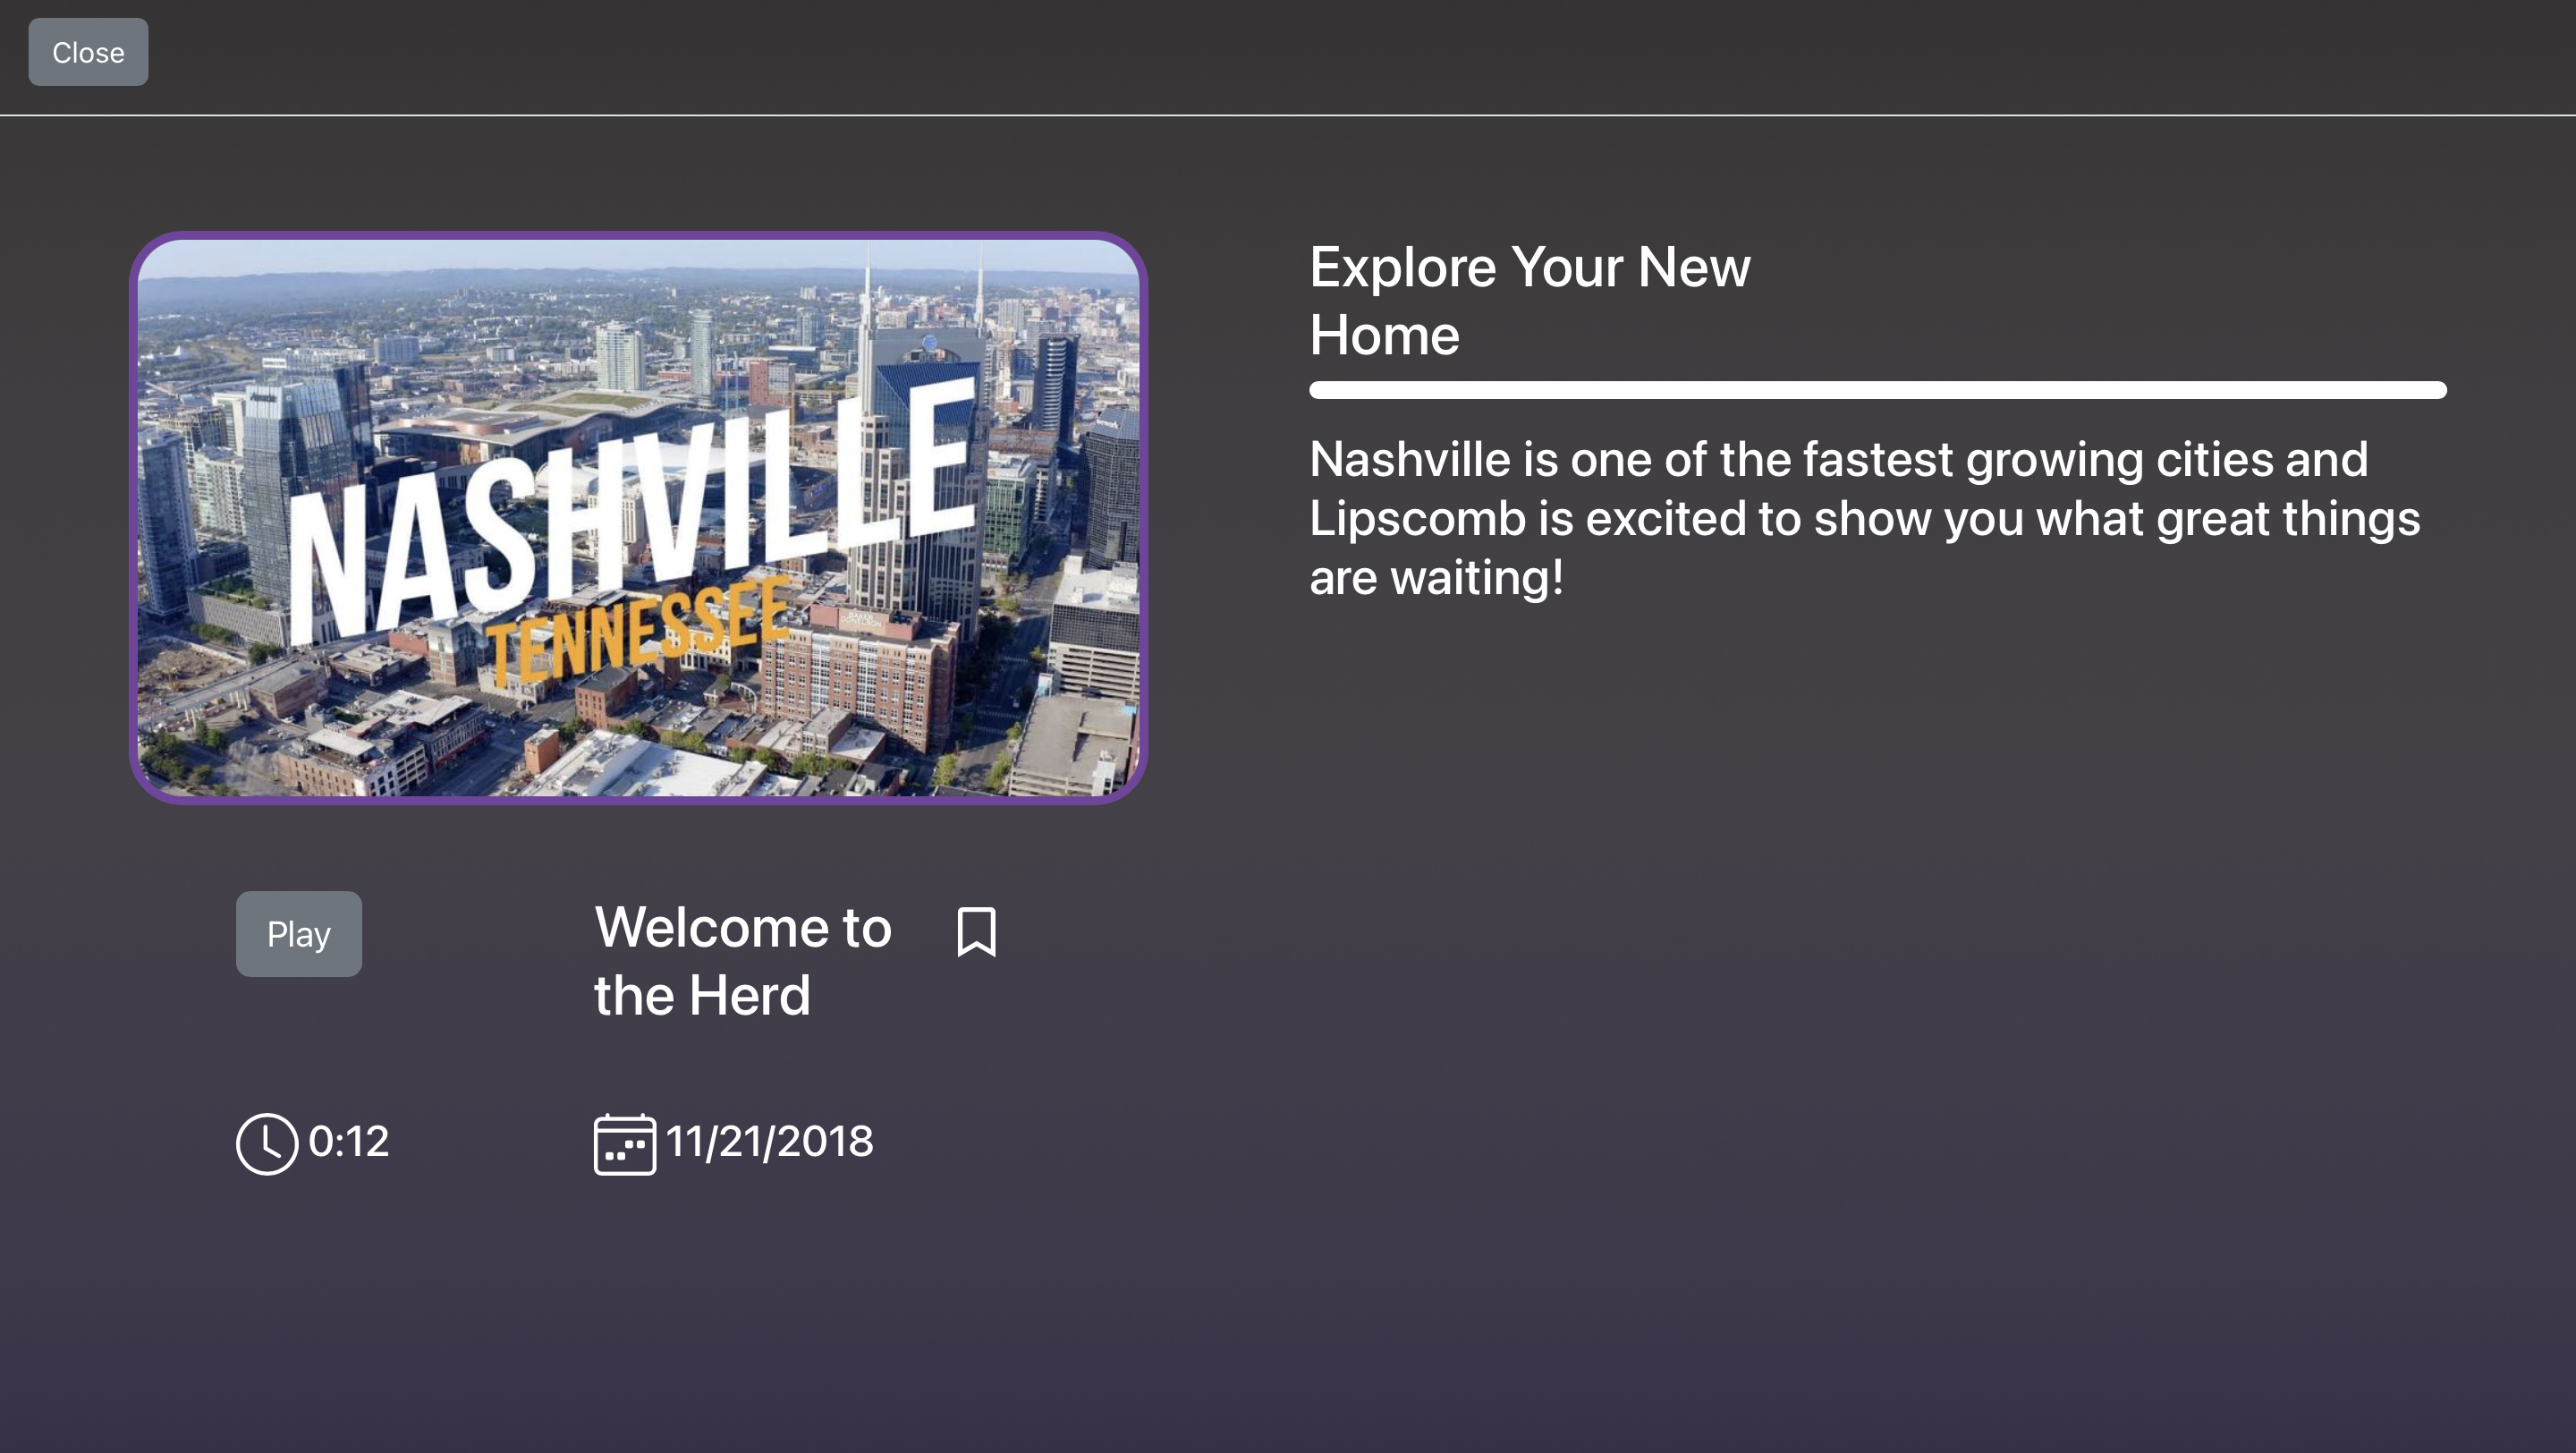 Close
NASHVILLE
TENNESSEE
Explore Your New
Home
Nashville is one of the fastest growing cities and
Lipscomb is excited to show you what great things
are waiting!
Play
Welcome to
the Herd
0:12
11/21/2018